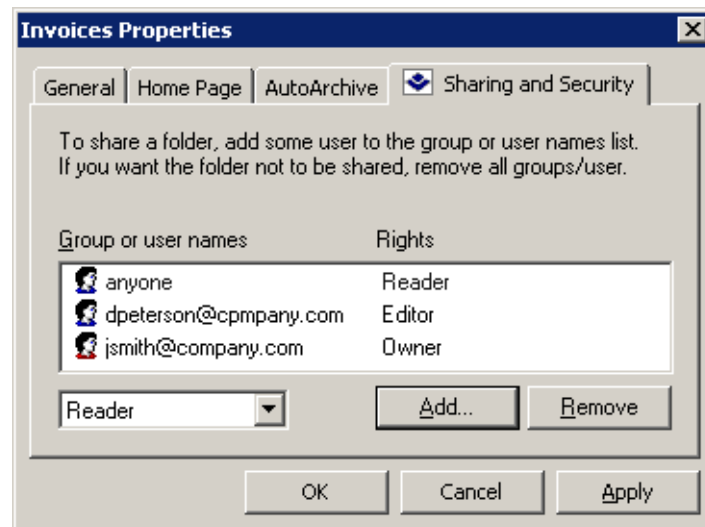 Invoices Properties
General Home Page AutoArchive Sharing and Security
To share a folder, add some user to the group or user names list.
If you want the folder not to be shared, remove all groups/user.
Group or user names Rights
anyone Reader
dpeterson@cpmpany.com Editor
jsmith@company.com Owner
Reader Add... Remove
OK Cancel Apply